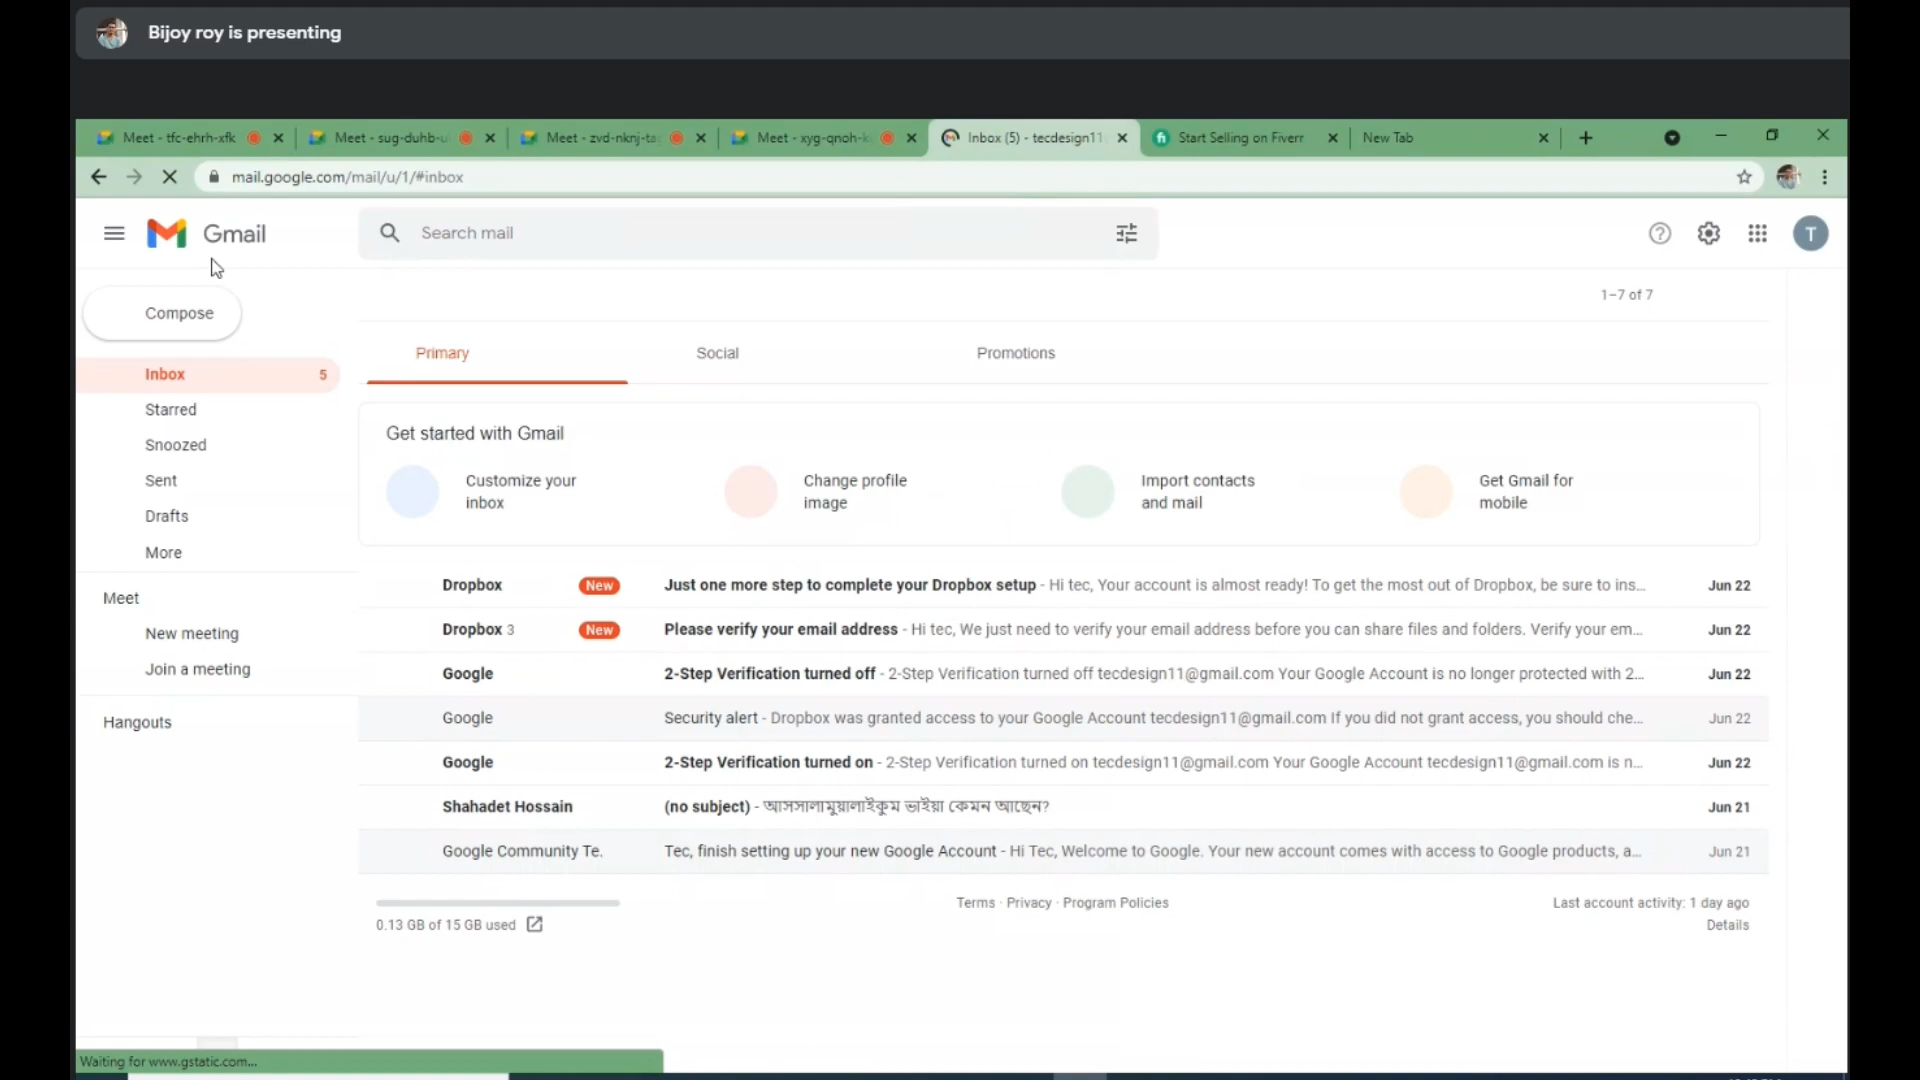 Bijoy roy is presenting
Meet - tfc-ehrh-xfk
Meet - sug-duhb-u
Meet - zvd-nknj-ta
Meet - xyg-qnoh-k
Inbox (5) - tecdesign11
Start Selling on Fiverr
New Tab
mail.google.com/mail/u/1/#inbox
Gmail
Search mail
T
Compose
1–7 of 7
Primary
Social
Promotions
Inbox 5
Starred
Snoozed
Sent
Drafts
More
Meet
New meeting
Join a meeting
Hangouts
Get started with Gmail
Customize your
inbox
Change profile
image
Import contacts
and mail
Get Gmail for
mobile
Dropbox New Just one more step to complete your Dropbox setup - Hi tec, Your account is almost ready! To get the most out of Dropbox, be sure to ins... Jun 22
Dropbox 3 New Please verify your email address - Hi tec, We just need to verify your email address before you can share files and folders. Verify your em... Jun 22
Google 2-Step Verification turned off - 2-Step Verification turned off tecdesign11@gmail.com Your Google Account is no longer protected with 2... Jun 22
Google Security alert - Dropbox was granted access to your Google Account tecdesign11@gmail.com If you did not grant access, you should che... Jun 22
Google 2-Step Verification turned on - 2-Step Verification turned on tecdesign11@gmail.com Your Google Account tecdesign11@gmail.com is n... Jun 22
Shahadet Hossain (no subject) - আসসালামুয়ালাইকুম ভাইয়া কেমন আছেন? Jun 21
Google Community Te. Tec, finish setting up your new Google Account - Hi Tec, Welcome to Google. Your new account comes with access to Google products, a... Jun 21
0.13 GB of 15 GB used
Terms · Privacy · Program Policies
Last account activity: 1 day ago
Details
Waiting for www.gstatic.com...